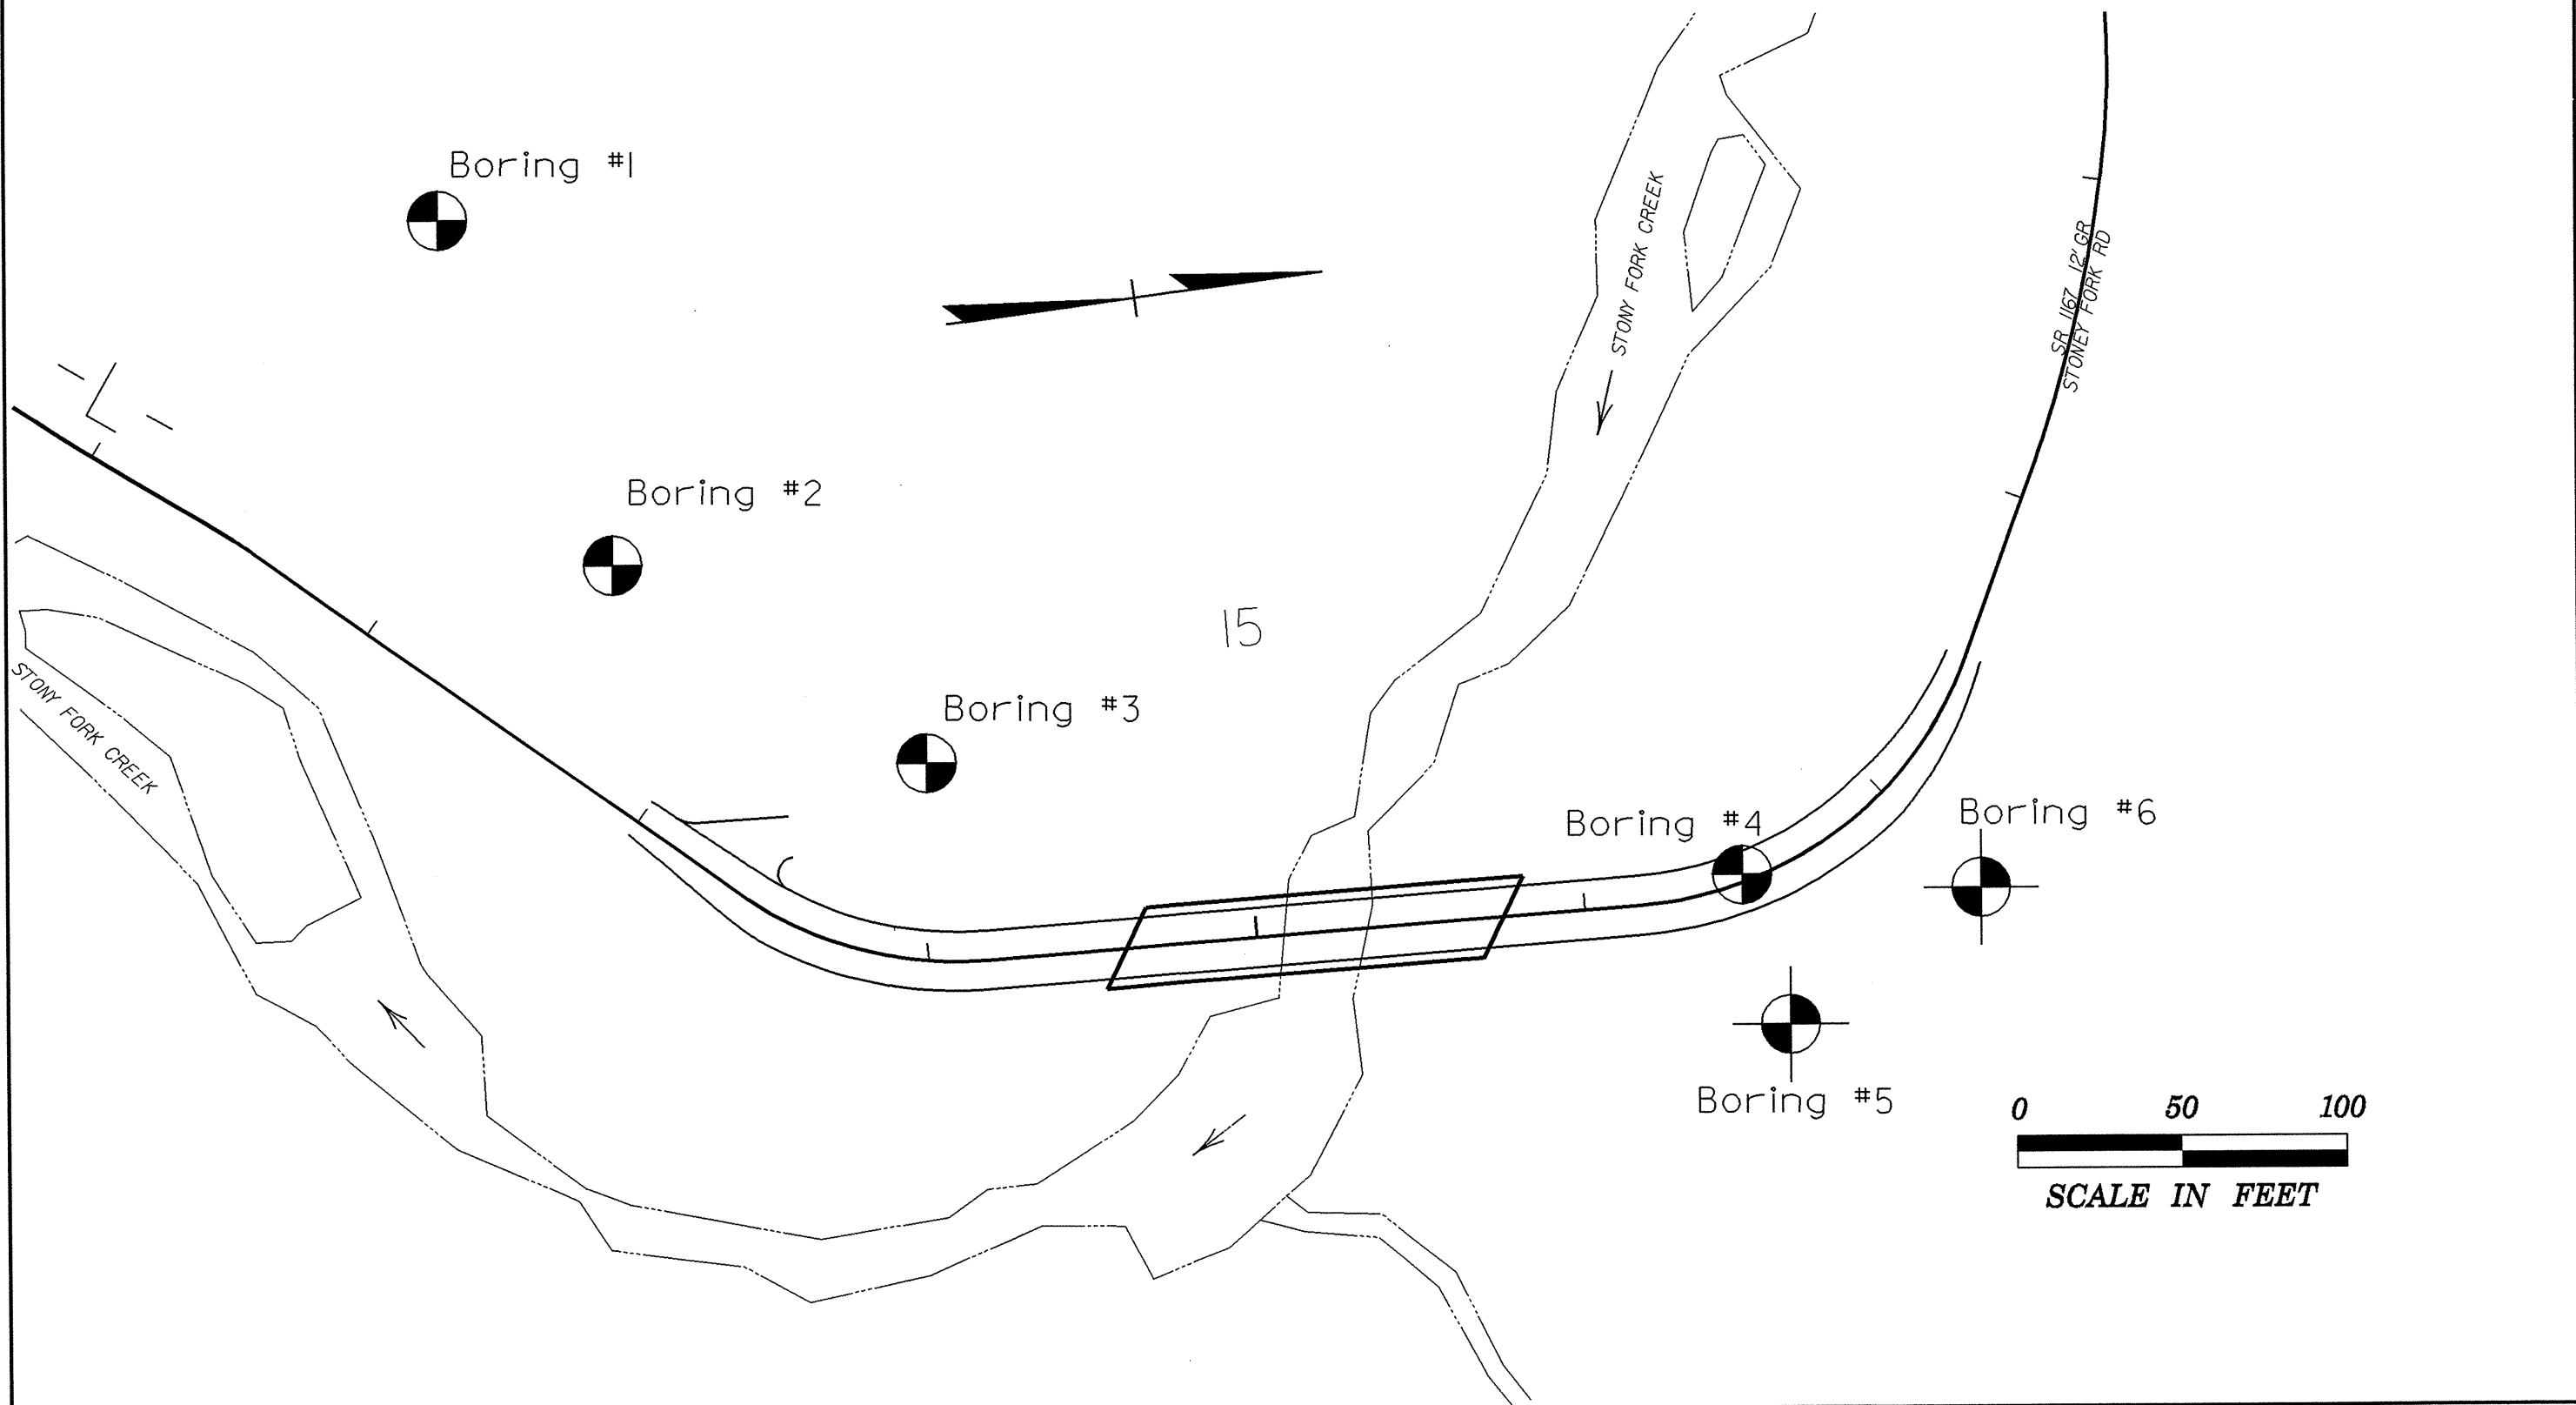 Boring #1
STONY FORK CREEK
SR 1167 12' GR
STONEY FORK RD
- L -
Boring #2
15
STONY FORK CREEK
Boring #3
Boring #4
Boring #6
Boring #5
0 50 100
SCALE IN FEET